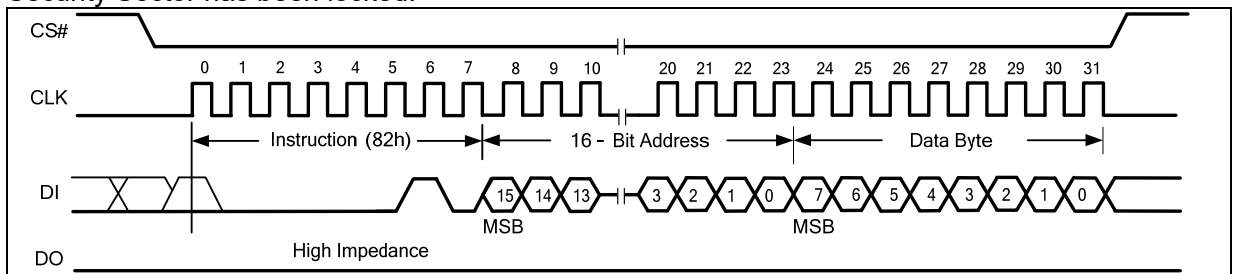 Security Sector has been locked.
CS#
0 1 2 3 4 5 6 7 8 9 10 20 21 22 23 24 25 26 27 28 29 30 31
CLK
Instruction (82h) 16 - Bit Address Data Byte
DI 15 14 13 3 2 1 0 7 6 5 4 3 2 1 0
MSB MSB
High Impedance
DO